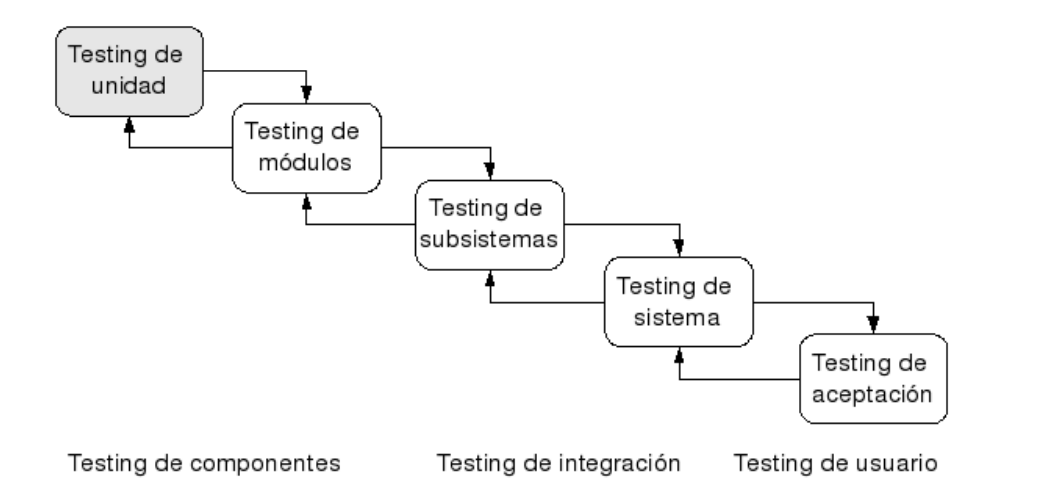 Testing de
unidad
Testing de
módulos
Testing de
subsistemas
Testing de
sistema
Testing de
aceptación
Testing de componentes
Testing de integración
Testing de usuario